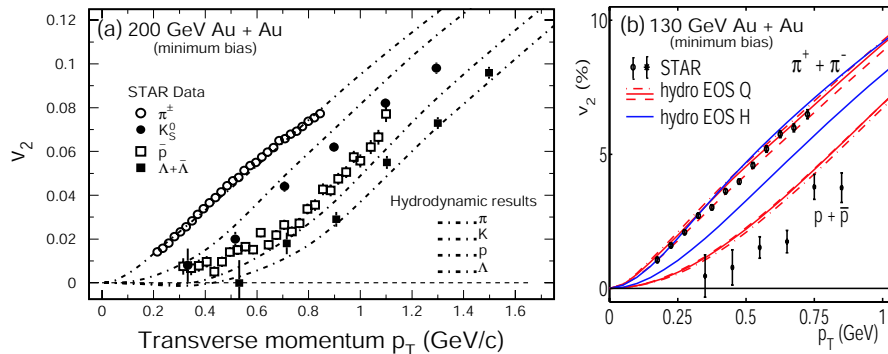 (a) 200 GeV Au + Au
(minimum bias)
STAR Data
π±
K⁰S
p̄
Λ+Λ̄
Hydrodynamic results
π
K
p
Λ
v₂
0.12
0.1
0.08
0.06
0.04
0.02
0
0 0.2 0.4 0.6 0.8 1 1.2 1.4 1.6
Transverse momentum p_T (GeV/c)
(b) 130 GeV Au + Au
(minimum bias)
STAR
π⁺ + π⁻
hydro EOS Q
hydro EOS H
p + p̄
v₂ (%)
10
5
0
0 0.25 0.5 0.75 1
p_T (GeV)